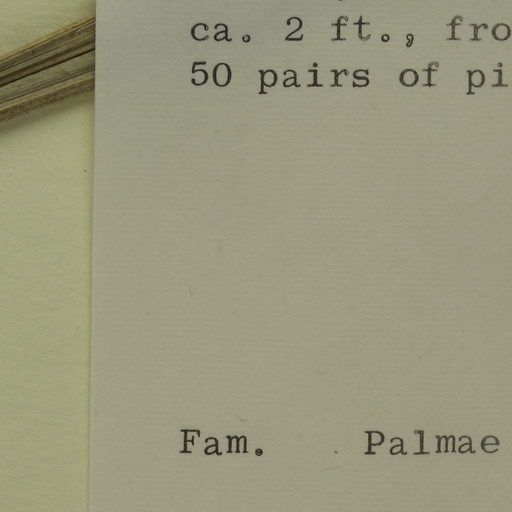 ca. 2 ft., fro
50 pairs of pi
Fam. Palmae